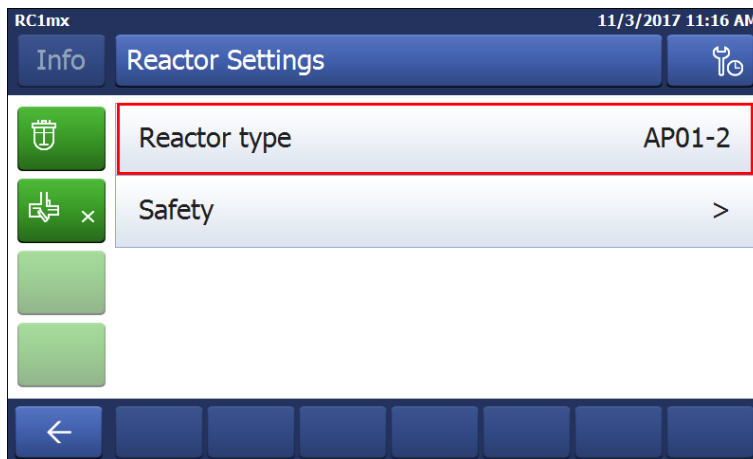 RC1mx 11/3/2017 11:16 AM
Info Reactor Settings
Reactor type AP01-2
Safety >